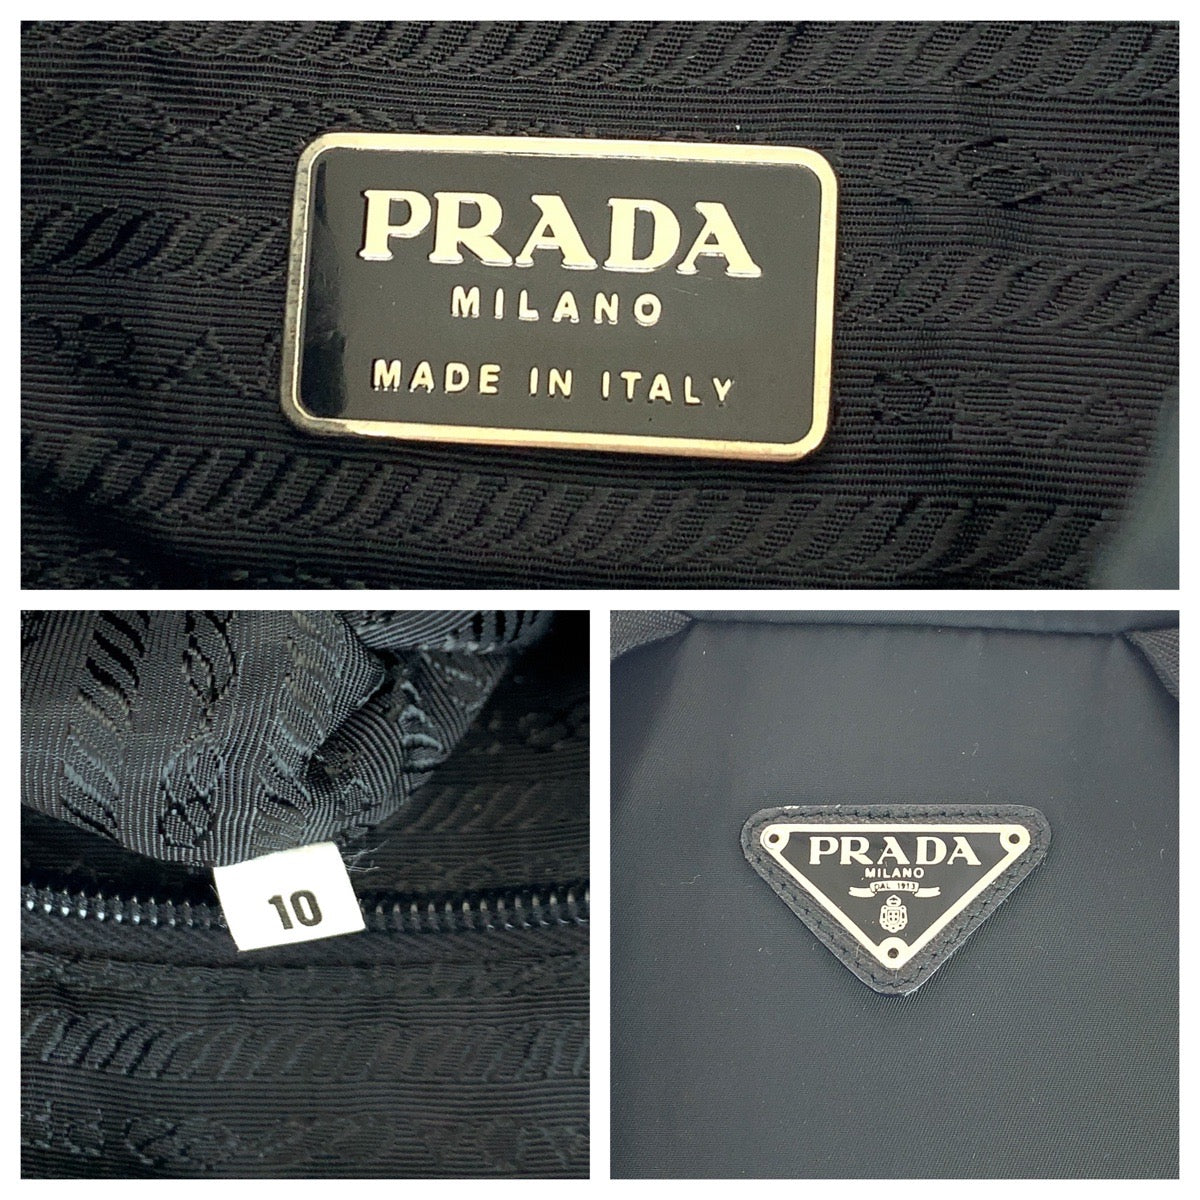 PRADA
MILANO
MADE IN ITALY
10
PRADA
MILANO
DAL 1913